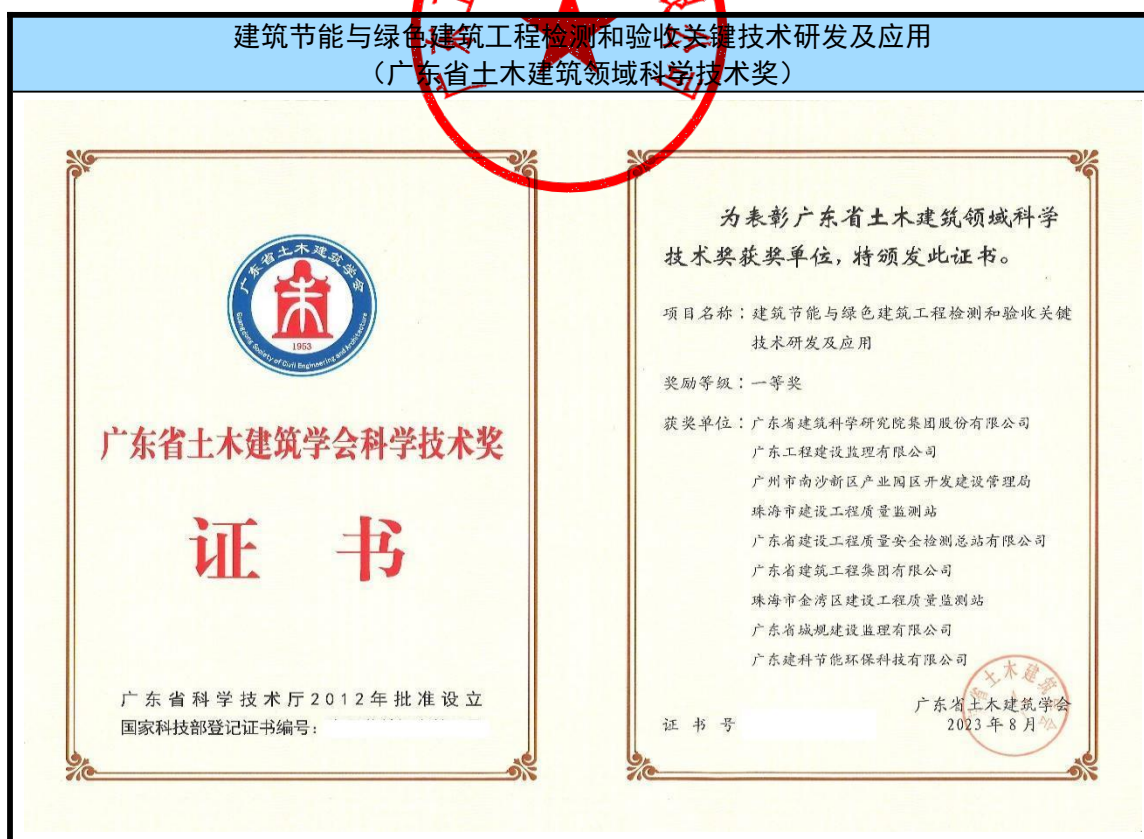 建筑节能与绿色建筑工程检测和验收关键技术研发及应用
（广东省土木建筑领域科学技术奖）
广东省土木建筑学会
1953
Guangdong Society of Civil Engineering and Architecture
广东省土木建筑学会科学技术奖
证 书
广东省科学技术厅2012年批准设立
国家科技部登记证书编号：
为表彰广东省土木建筑领域科学
技术奖获奖单位，特颁发此证书。
项目名称：建筑节能与绿色建筑工程检测和验收关键
技术研发及应用
奖励等级：一等奖
获奖单位：广东省建筑科学研究院集团股份有限公司
广东工程建设监理有限公司
广州市南沙新区产业园区开发建设管理局
珠海市建设工程质量监测站
广东省建设工程质量安全检测总站有限公司
广东省建筑工程集团有限公司
珠海市金湾区建设工程质量监测站
广东省城规建设监理有限公司
广东建科节能环保科技有限公司
广东省土木建筑学会
证 书 号
2023年8月